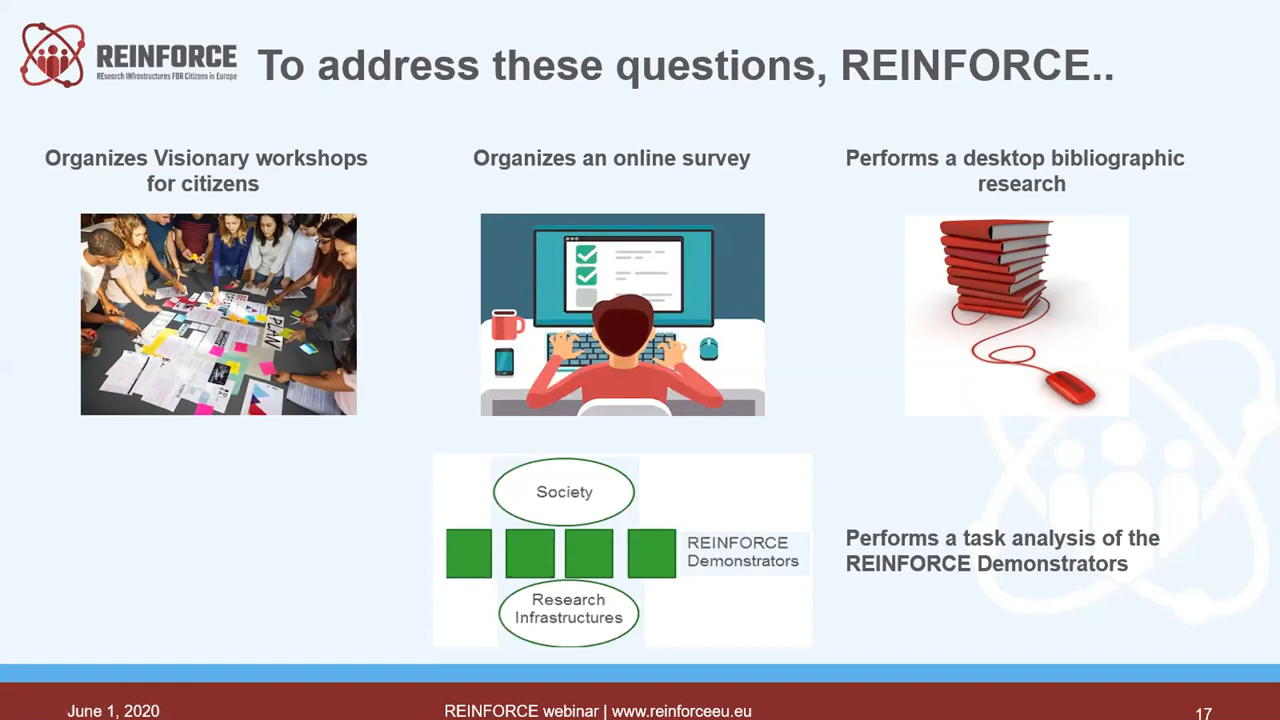 REINFORCE
REsearch INfrastructures FOR Citizens in Europe
To address these questions, REINFORCE..
Organizes Visionary workshops
for citizens
Organizes an online survey
Performs a desktop bibliographic
research
PLAN
Society
REINFORCE
Demonstrators
Research
Infrastructures
Performs a task analysis of the
REINFORCE Demonstrators
June 1, 2020
REINFORCE webinar | www.reinforceeu.eu
17